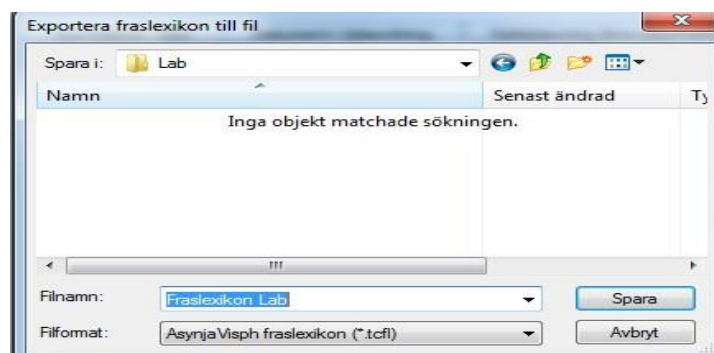 Exportera fraslexikon till fil
Spara i: Lab
Namn Senast ändrad Ty
Inga objekt matchade sökningen.
Filnamn: Fraslexikon Lab Spara
Filformat: AsynjaVisph fraslexikon (*.tcfl) Avbryt